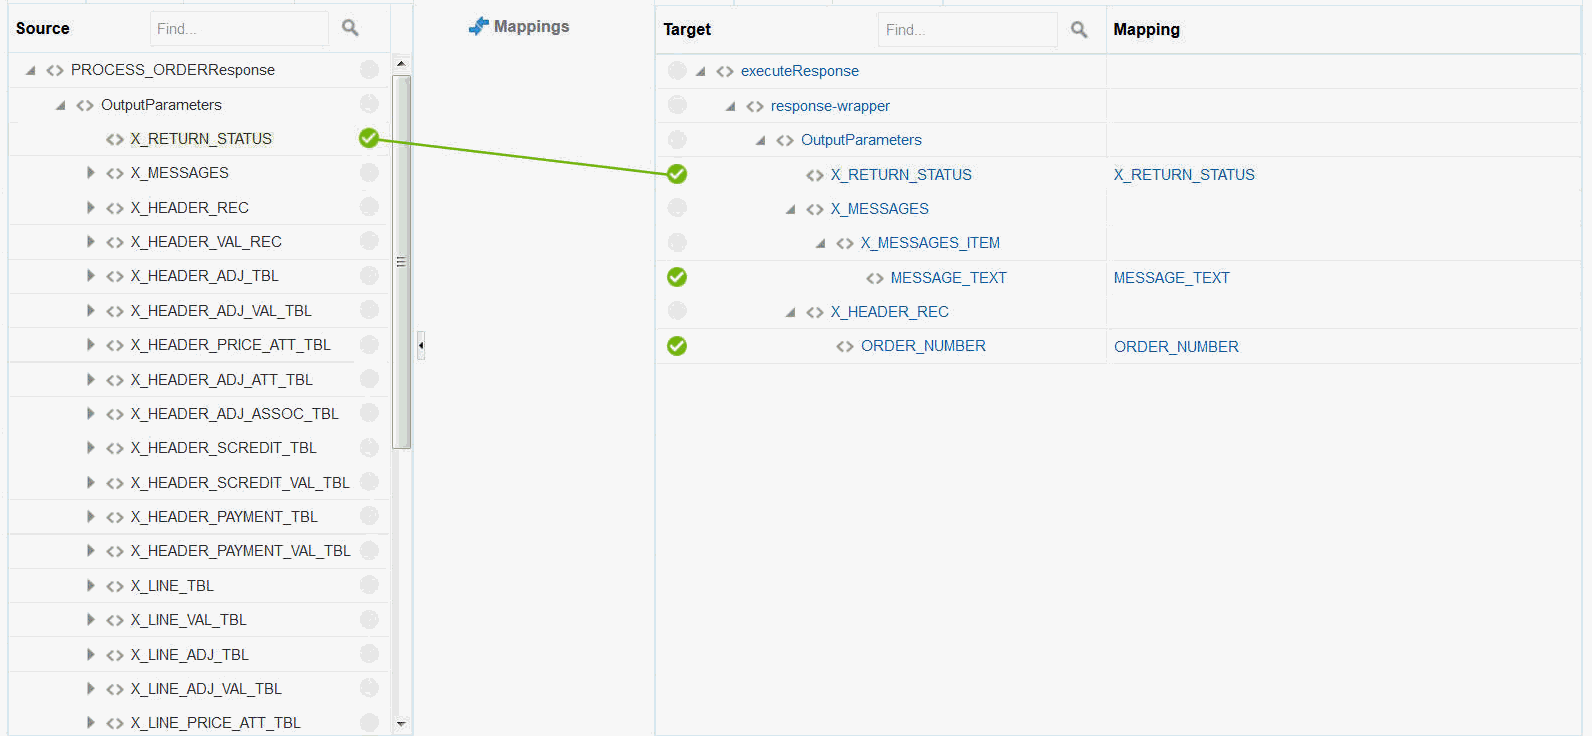 Source
Find...
PROCESS_ORDERResponse
OutputParameters
X_RETURN_STATUS
X_MESSAGES
X_HEADER_REC
X_HEADER_VAL_REC
X_HEADER_ADJ_TBL
X_HEADER_ADJ_VAL_TBL
X_HEADER_PRICE_ATT_TBL
X_HEADER_ADJ_ATT_TBL
X_HEADER_ADJ_ASSOC_TBL
X_HEADER_SCREDIT_TBL
X_HEADER_SCREDIT_VAL_TBL
X_HEADER_PAYMENT_TBL
X_HEADER_PAYMENT_VAL_TBL
X_LINE_TBL
X_LINE_VAL_TBL
X_LINE_ADJ_TBL
X_LINE_ADJ_VAL_TBL
X_LINE_PRICE_ATT_TBL
Mappings
Target
Find...
Mapping
executeResponse
response-wrapper
OutputParameters
X_RETURN_STATUS X_RETURN_STATUS
X_MESSAGES
X_MESSAGES_ITEM
MESSAGE_TEXT MESSAGE_TEXT
X_HEADER_REC
ORDER_NUMBER ORDER_NUMBER